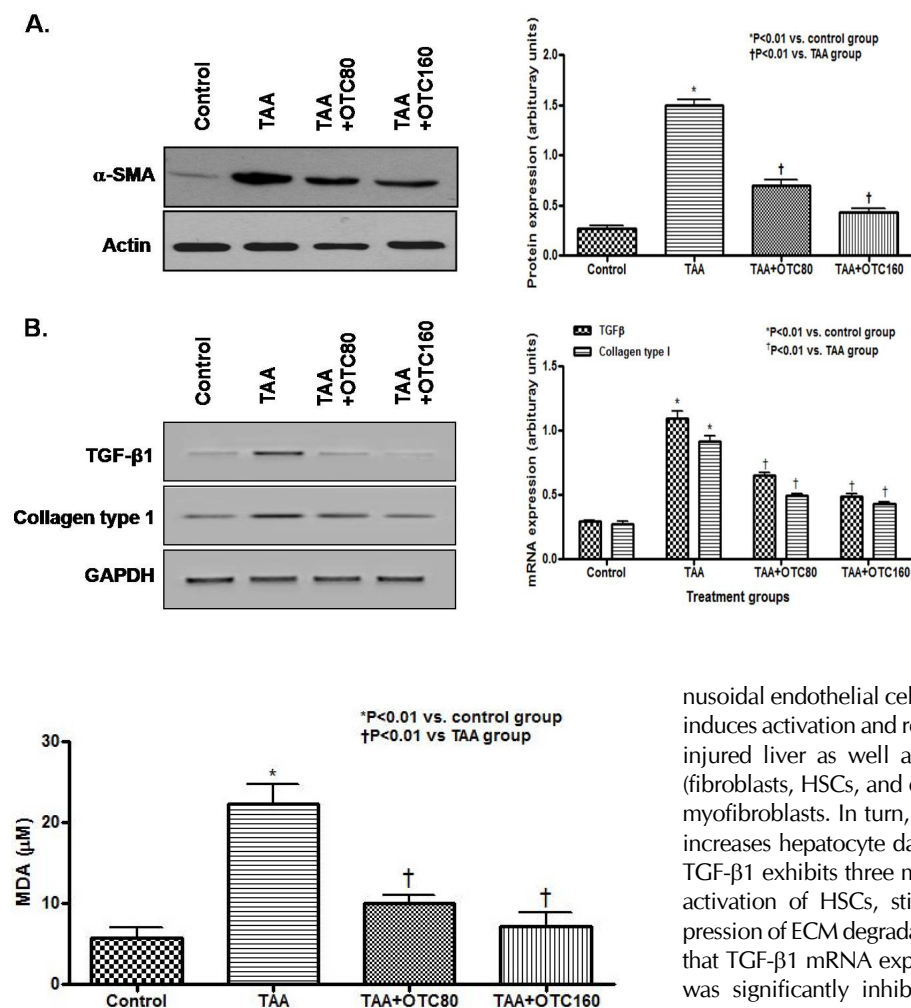 A.
Control
TAA
TAA
+OTC80
TAA
+OTC160
α-SMA
Actin
*P<0.01 vs. control group
†P<0.01 vs. TAA group
Protein expression (arbituray units)
2.0
1.5
1.0
0.5
0.0
*
†
†
Control
TAA
TAA+OTC80
TAA+OTC160
B.
Control
TAA
TAA
+OTC80
TAA
+OTC160
TGF-β1
Collagen type 1
GAPDH
TGFβ
Collagen type I
*P<0.01 vs. control group
†P<0.01 vs. TAA group
mRNA expression (arbituray units)
1.5
1.0
0.5
0.0
*
*
†
†
†
†
Control
TAA
TAA+OTC80
TAA+OTC160
Treatment groups
*P<0.01 vs. control group
†P<0.01 vs TAA group
MDA (µM)
30
20
10
0
*
†
†
Control
TAA
TAA+OTC80
TAA+OTC160
nusoidal endothelial cel
induces activation and re
injured liver as well a
(fibroblasts, HSCs, and
myofibroblasts. In turn,
increases hepatocyte da
TGF-β1 exhibits three
activation of HSCs, sti
pression of ECM degrada
that TGF-β1 mRNA exp
was significantly inhib